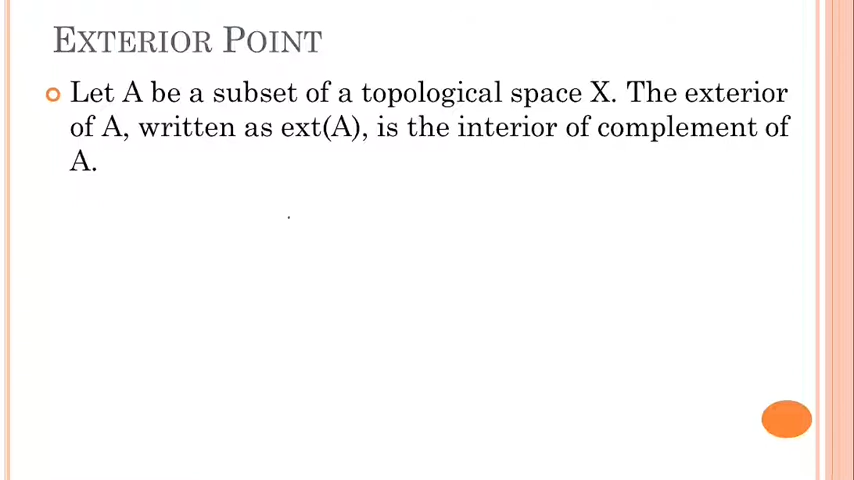 EXTERIOR POINT
Let A be a subset of a topological space X. The exterior
of A, written as ext(A), is the interior of complement of
A.